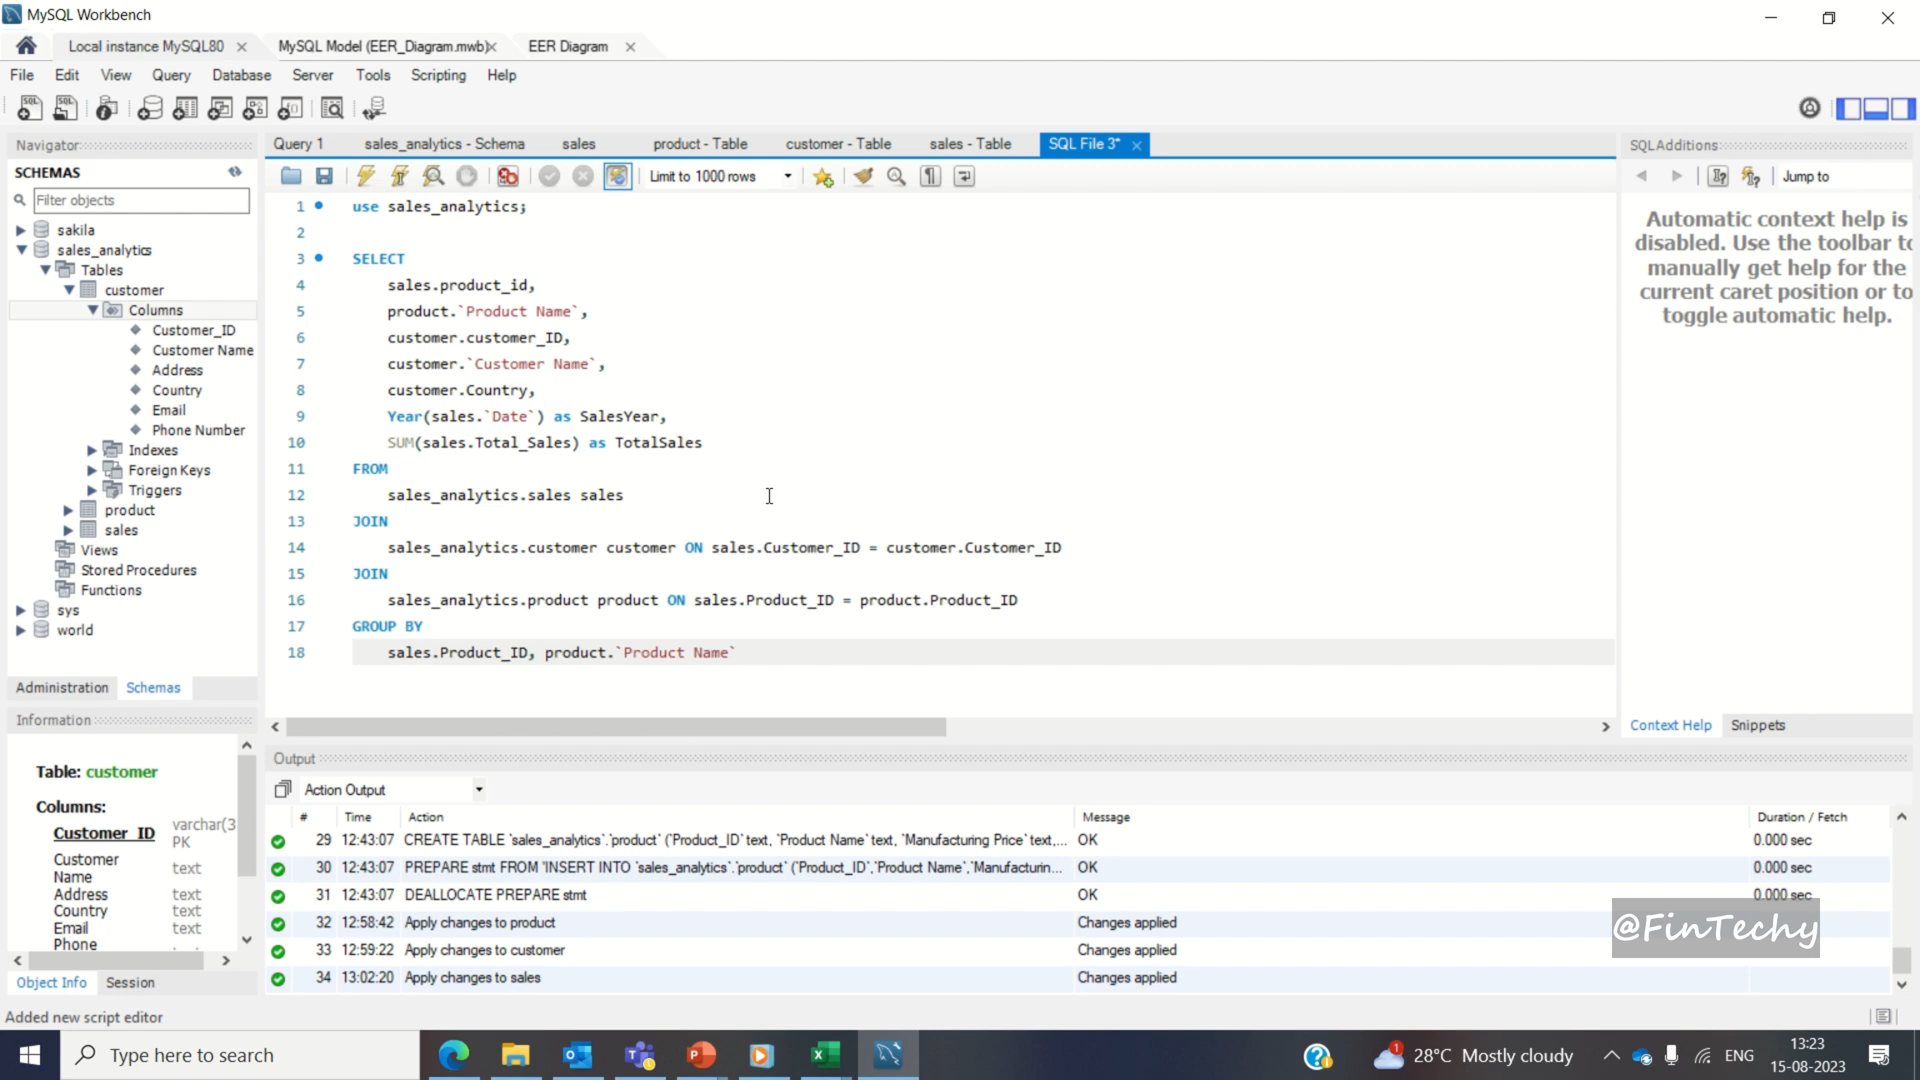 MySQL Workbench
Local instance MySQL80
MySQL Model (EER_Diagram.mwb)
EER Diagram
File Edit View Query Database Server Tools Scripting Help
Navigator
SCHEMAS
Filter objects
sakila
sales_analytics
Tables
customer
Columns
Customer_ID
Customer Name
Address
Country
Email
Phone Number
Indexes
Foreign Keys
Triggers
product
sales
Views
Stored Procedures
Functions
sys
world
Administration Schemas
Information
Table: customer
Columns:
Customer_ID varchar(3
PK
Customer
Name text
Address text
Country text
Email text
Phone
Object Info Session
Query 1 sales_analytics - Schema sales product - Table customer - Table sales - Table SQL File 3*
Limit to 1000 rows
1 use sales_analytics;
2
3 SELECT
4 sales.product_id,
5 product.`Product Name`,
6 customer.customer_ID,
7 customer.`Customer Name`,
8 customer.Country,
9 Year(sales.`Date`) as SalesYear,
10 SUM(sales.Total_Sales) as TotalSales
11 FROM
12 sales_analytics.sales sales
13 JOIN
14 sales_analytics.customer customer ON sales.Customer_ID = customer.Customer_ID
15 JOIN
16 sales_analytics.product product ON sales.Product_ID = product.Product_ID
17 GROUP BY
18 sales.Product_ID, product.`Product Name`
SQLAdditions
Jump to
Automatic context help is
disabled. Use the toolbar to
manually get help for the
current caret position or to
toggle automatic help.
Context Help Snippets
Output
Action Output
# Time Action Message Duration / Fetch
29 12:43:07 CREATE TABLE `sales_analytics`.`product` (`Product_ID` text, `Product Name` text, `Manufacturing Price` text,... OK 0.000 sec
30 12:43:07 PREPARE stmt FROM 'INSERT INTO `sales_analytics`.`product` (`Product_ID`,`Product Name`,`Manufacturin... OK 0.000 sec
31 12:43:07 DEALLOCATE PREPARE stmt OK 0.000 sec
32 12:58:42 Apply changes to product Changes applied
33 12:59:22 Apply changes to customer Changes applied
34 13:02:20 Apply changes to sales Changes applied
@FinTechy
Added new script editor
Type here to search
1
28°C Mostly cloudy
ENG
13:23
15-08-2023